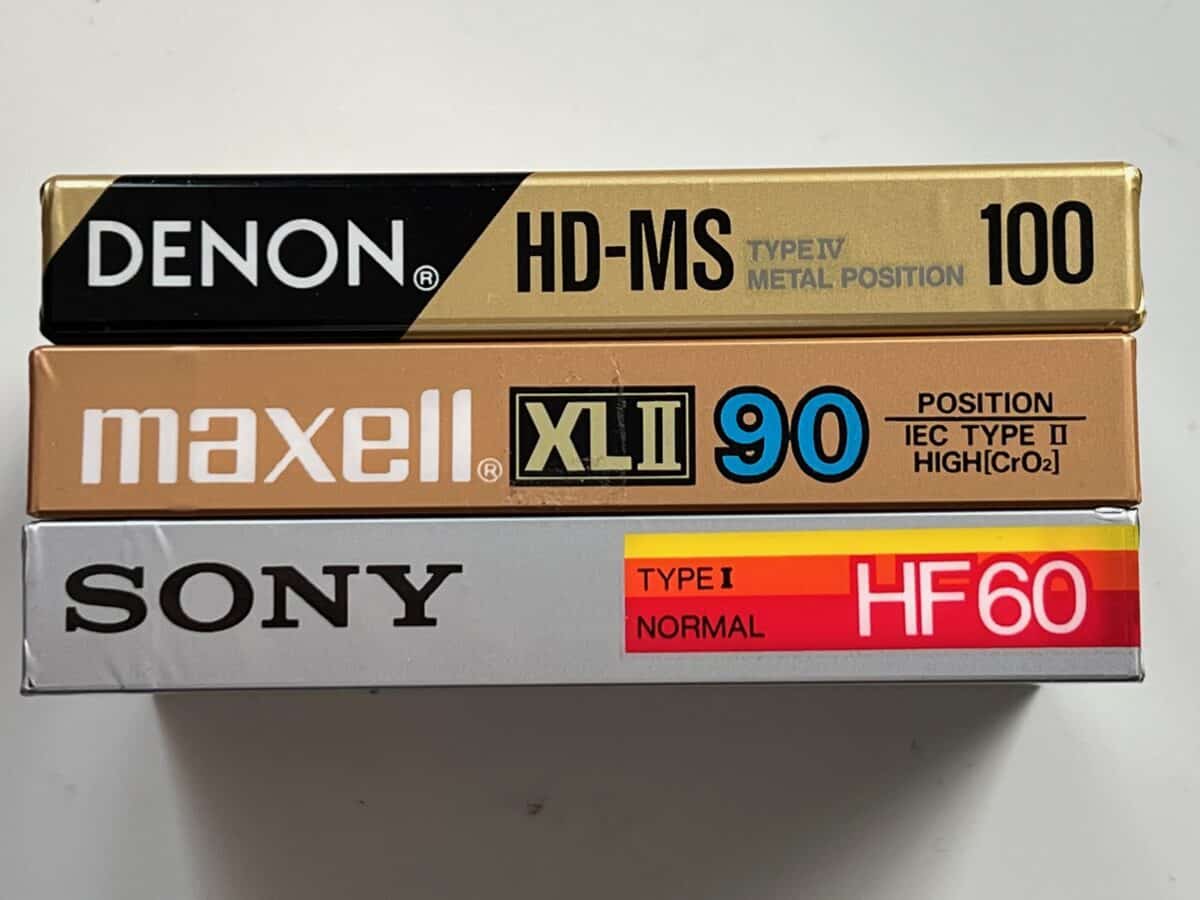 DENON® HD-MS TYPE IV METAL POSITION 100
maxell® XLII 90 POSITION IEC TYPE II HIGH[CrO₂]
SONY TYPE I NORMAL HF60